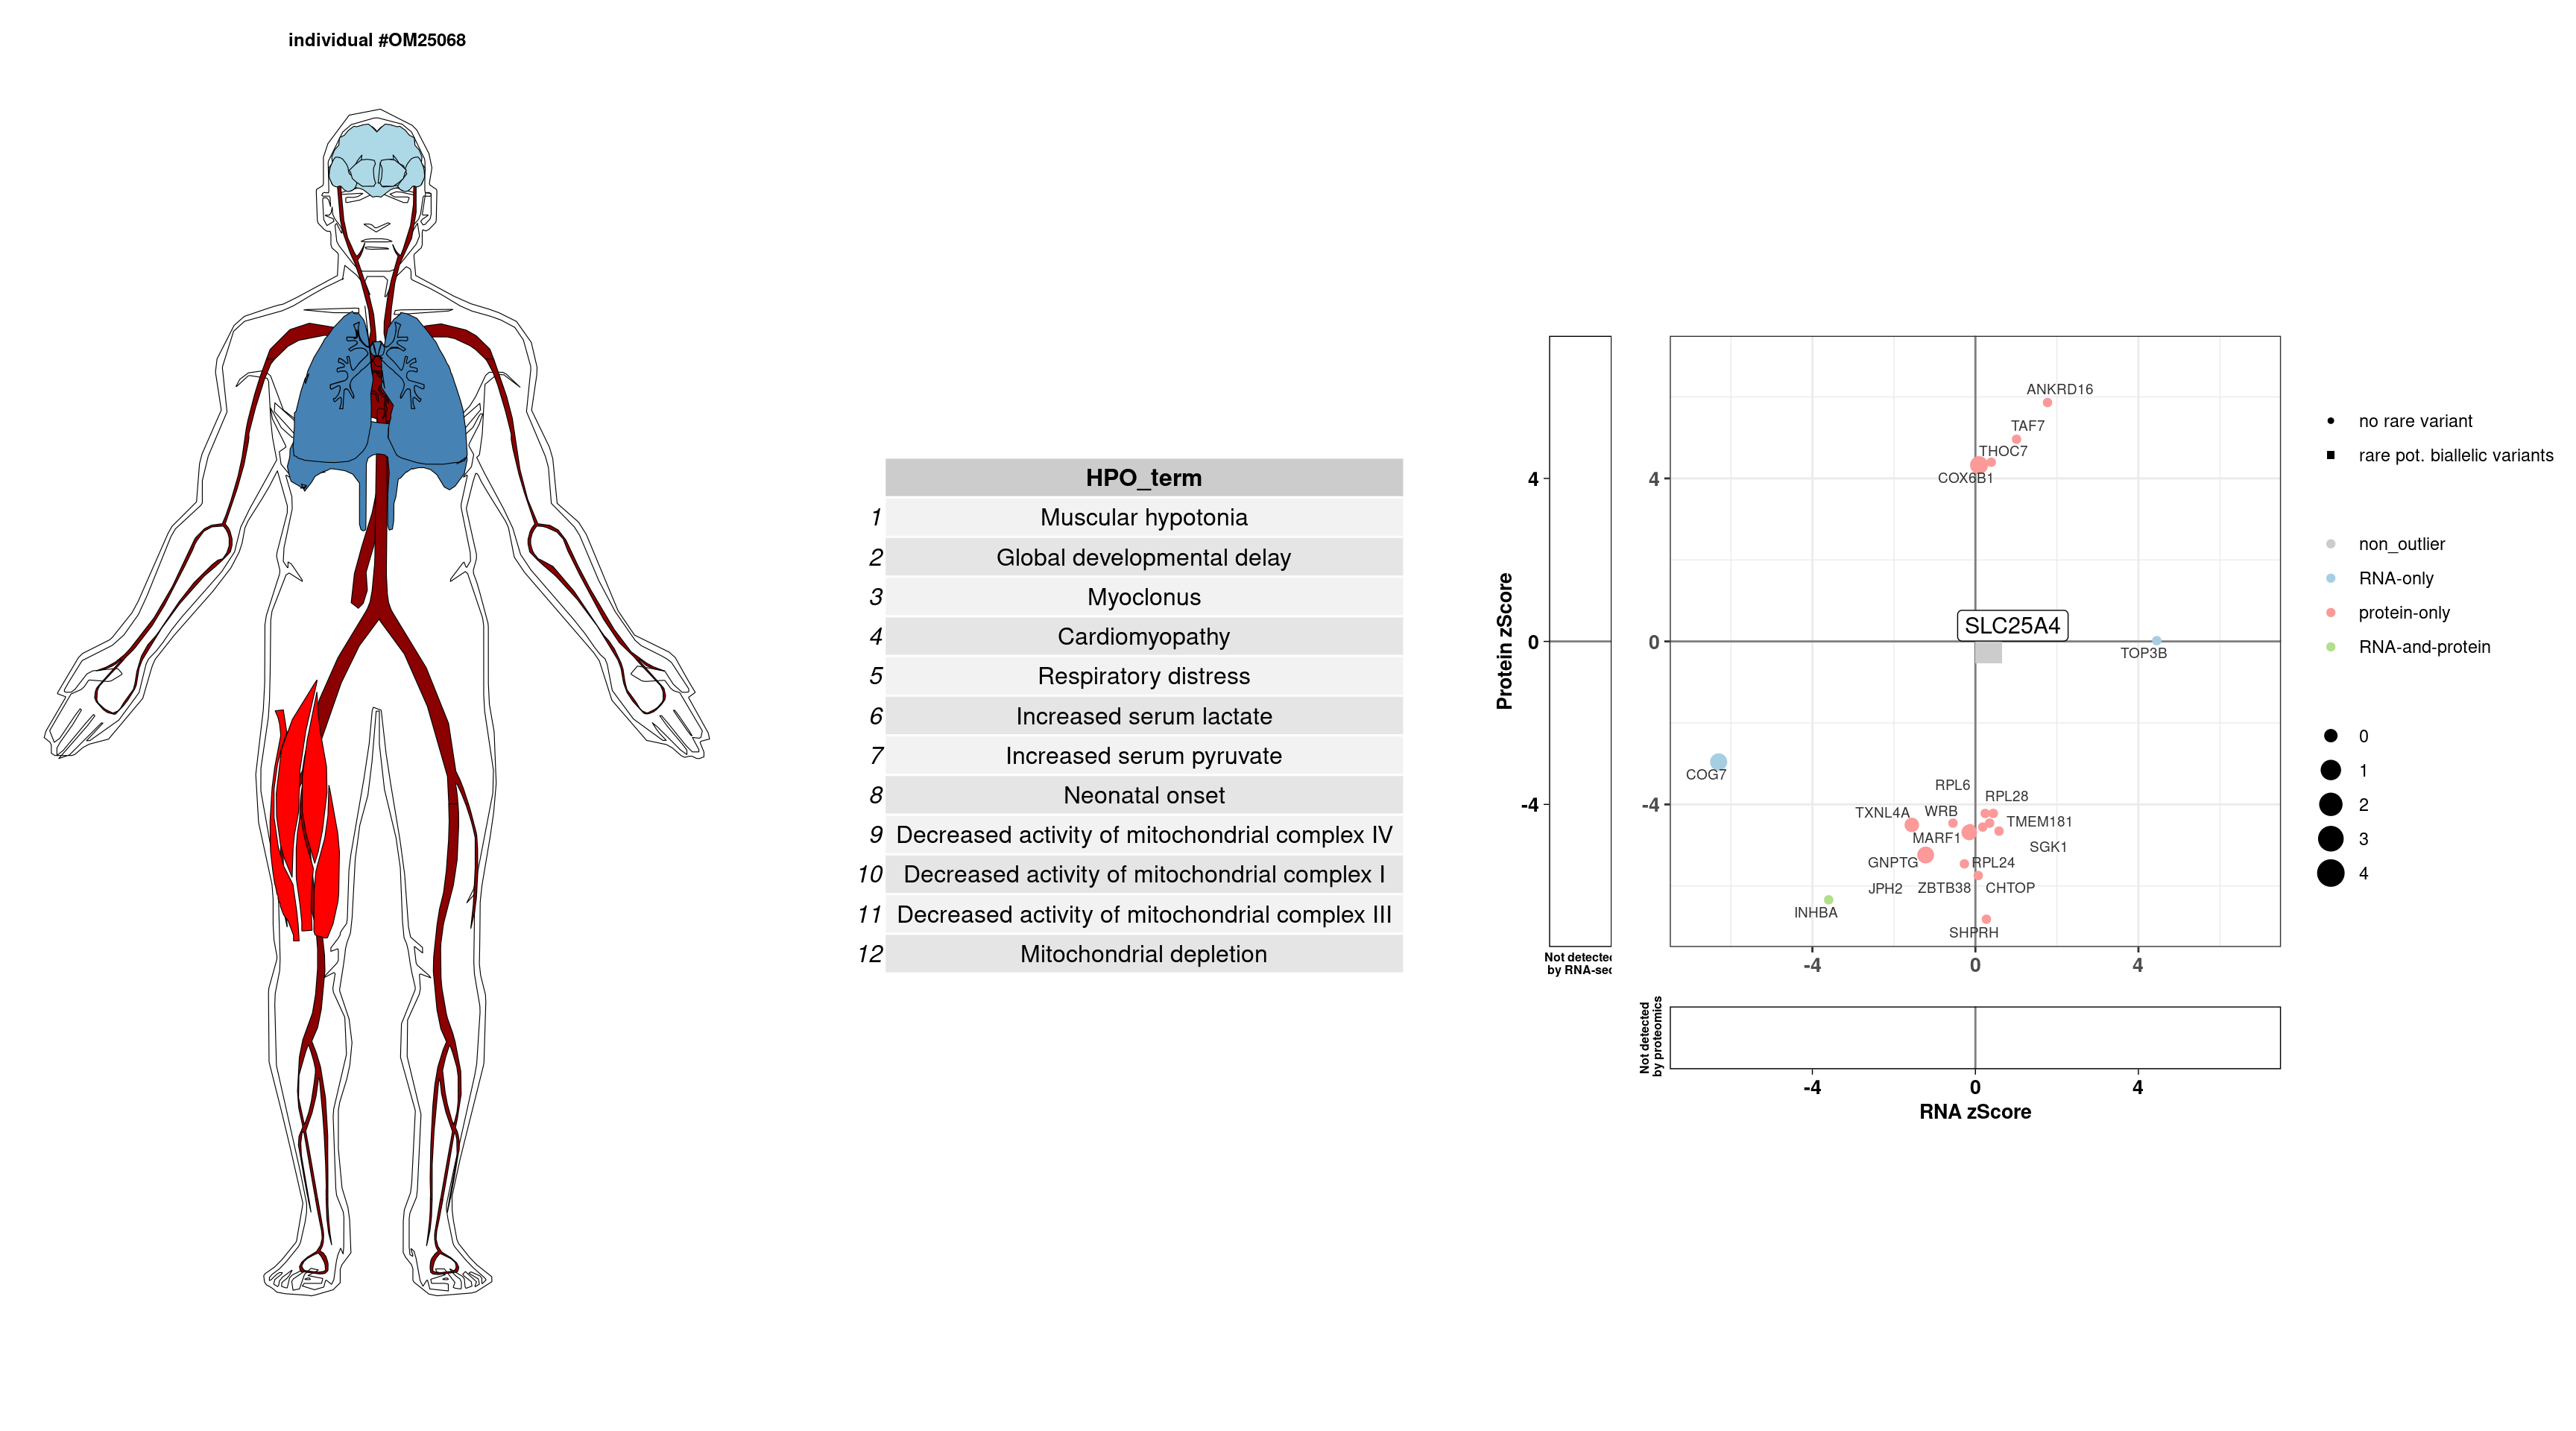 individual #OM25068
HPO_term
1 Muscular hypotonia
2 Global developmental delay
3 Myoclonus
4 Cardiomyopathy
5 Respiratory distress
6 Increased serum lactate
7 Increased serum pyruvate
8 Neonatal onset
9 Decreased activity of mitochondrial complex IV
10 Decreased activity of mitochondrial complex I
11 Decreased activity of mitochondrial complex III
12 Mitochondrial depletion
Protein zScore
4
0
-4
Not detected
by RNA-sec
4
0
-4
ANKRD16
TAF7
THOC7
COX6B1
SLC25A4
TOP3B
COG7
RPL6
RPL28
TXNL4A
WRB
TMEM181
MARF1
SGK1
GNPTG
RPL24
JPH2
ZBTB38
CHTOP
INHBA
SHPRH
-4
0
4
Not detected
by proteomics
-4
0
4
RNA zScore
no rare variant
rare pot. biallelic variants
non_outlier
RNA-only
protein-only
RNA-and-protein
0
1
2
3
4